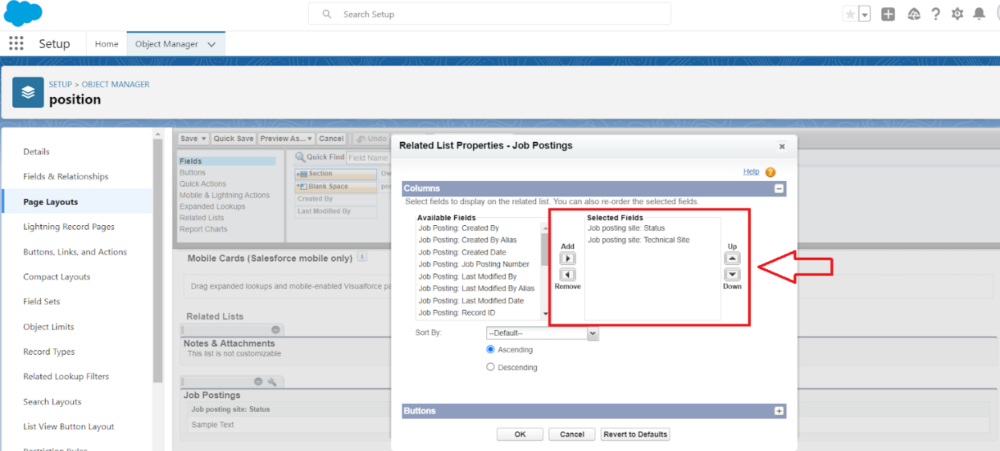 Search Setup
Setup
Home
Object Manager
SETUP > OBJECT MANAGER
position
Details
Fields & Relationships
Page Layouts
Lightning Record Pages
Buttons, Links, and Actions
Compact Layouts
Field Sets
Object Limits
Record Types
Related Lookup Filters
Search Layouts
List View Button Layout
Restriction Rules
Save
Quick Save
Preview As...
Cancel
Undo
Fields
Buttons
Quick Actions
Mobile & Lightning Actions
Expanded Lookups
Related Lists
Report Charts
Quick Find
Field Name
Section
Blank Space
Created By
Last Modified By
Mobile Cards (Salesforce mobile only)
Drag expanded lookups and mobile-enabled Visualforce
Related Lists
Notes & Attachments
This list is not customizable
Job Postings
Job posting site: Status
Sample Text
Related List Properties - Job Postings
Help
Columns
Select fields to display on the related list. You can also re-order the selected fields.
Available Fields
Job Posting: Created By
Job Posting: Created By Alias
Job Posting: Created Date
Job Posting: Job Posting Number
Job Posting: Last Modified By
Job Posting: Last Modified By Alias
Job Posting: Last Modified Date
Job Posting: Record ID
Add
Remove
Selected Fields
Job posting site: Status
Job posting site: Technical Site
Up
Down
Sort By:
--Default--
Ascending
Descending
Buttons
OK
Cancel
Revert to Defaults